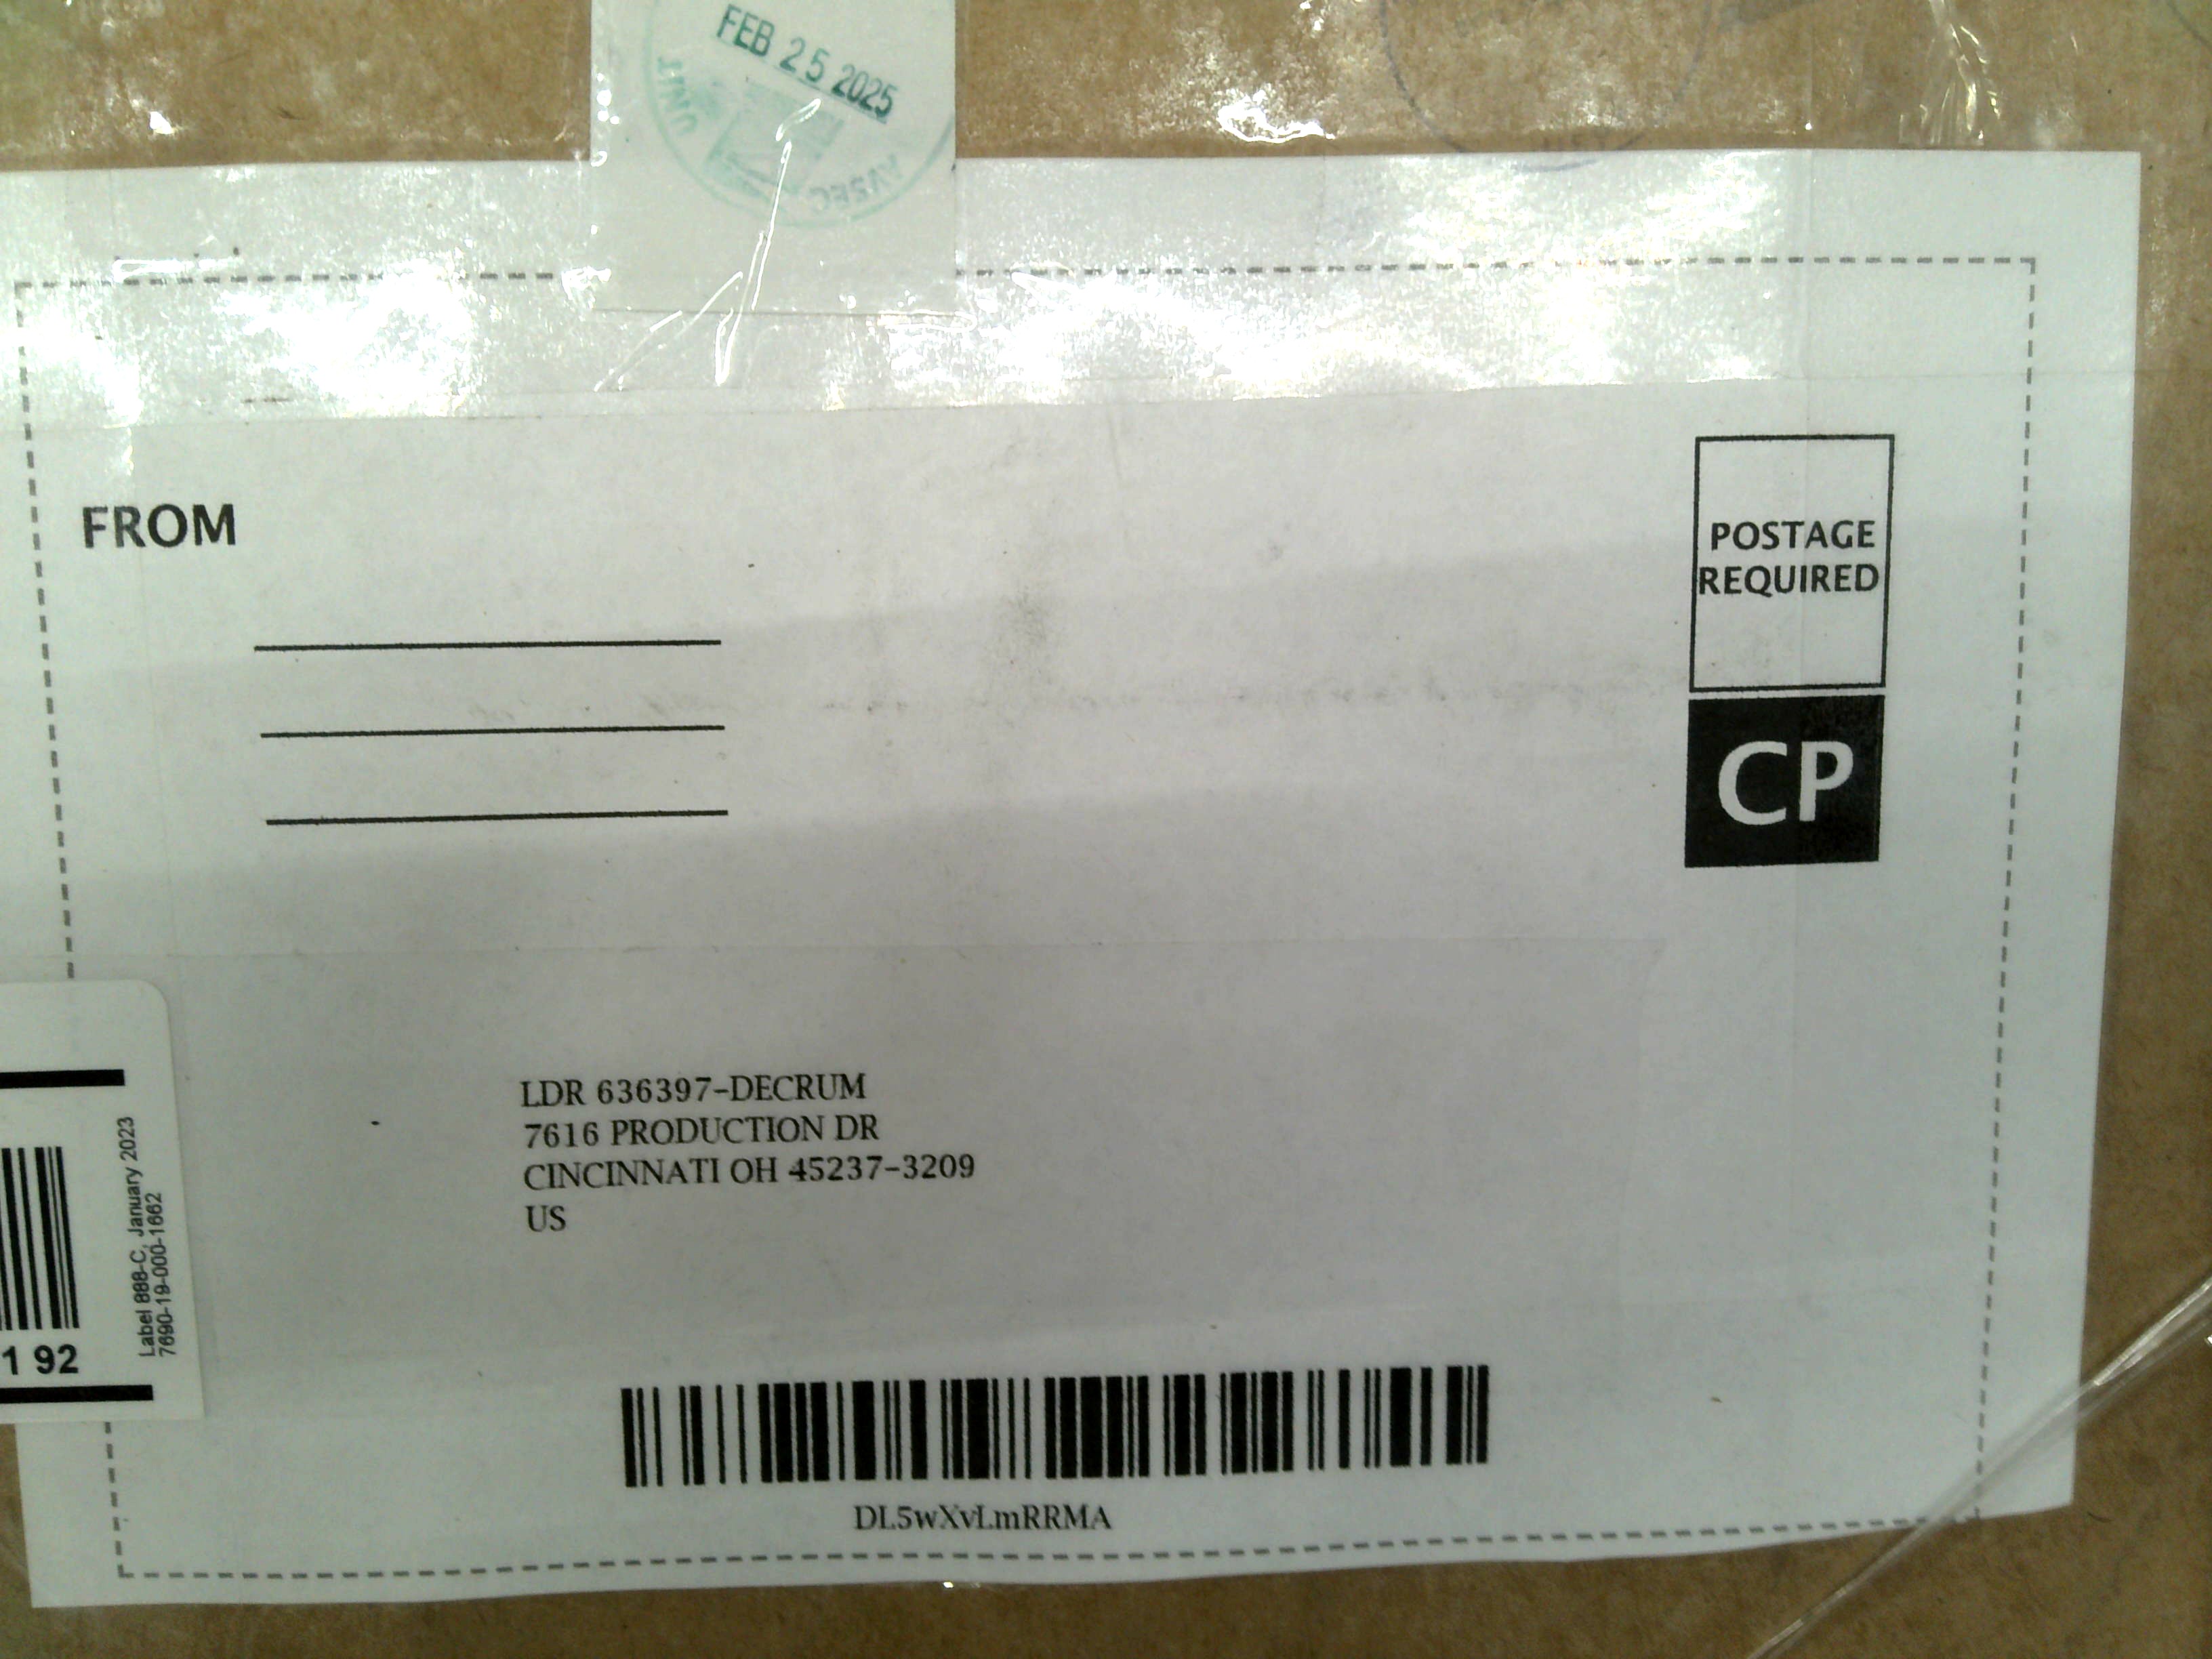 FEB 25 2025
UNIT
AVSEC
FROM
POSTAGE
REQUIRED
CP
LDR 636397-DECRUM
7616 PRODUCTION DR
CINCINNATI OH 45237-3209
US
Label 888-C, January 2023
7690-19-000-1662
1 92
DL5wXvLmRRMA